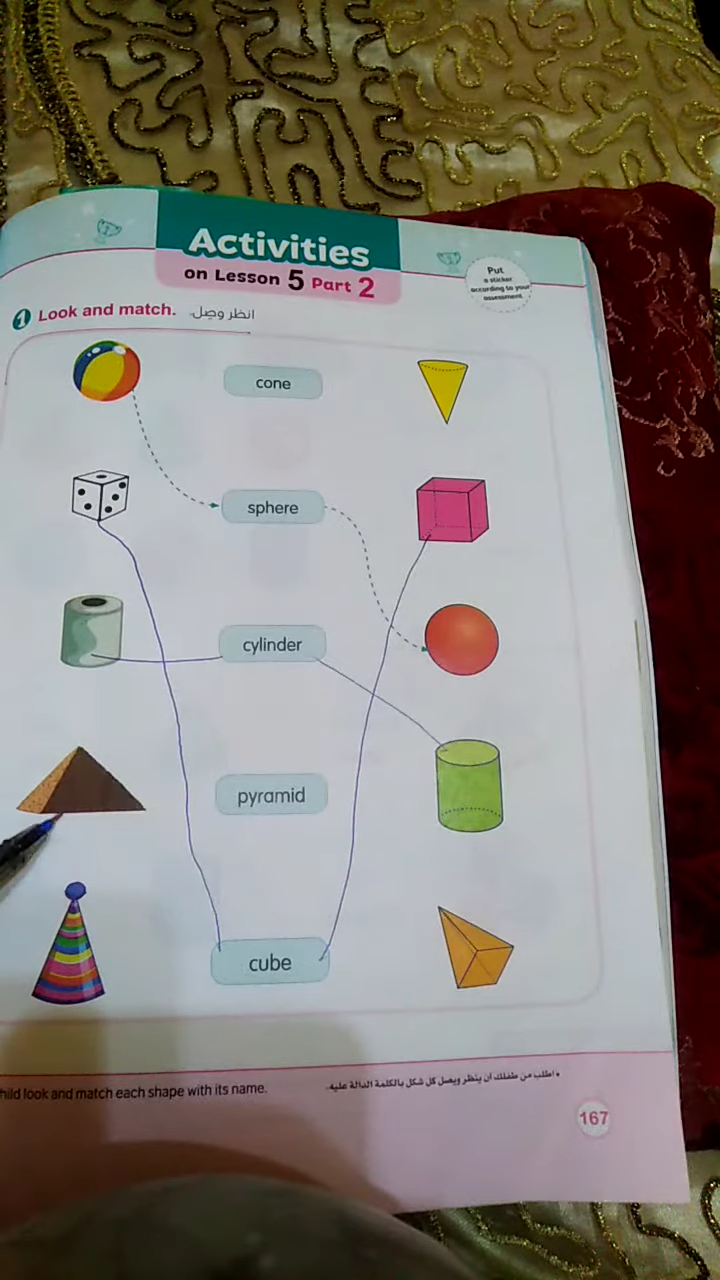 Activities
on Lesson 5 Part 2
Put
a sticker
according to your
assessment
1 Look and match. انظر وصِل.
cone
sphere
cylinder
pyramid
cube
hild look and match each shape with its name.
• اطلب من طفلك أن ينظر ويصل كل شكل بالكلمة الدالة عليه.
167